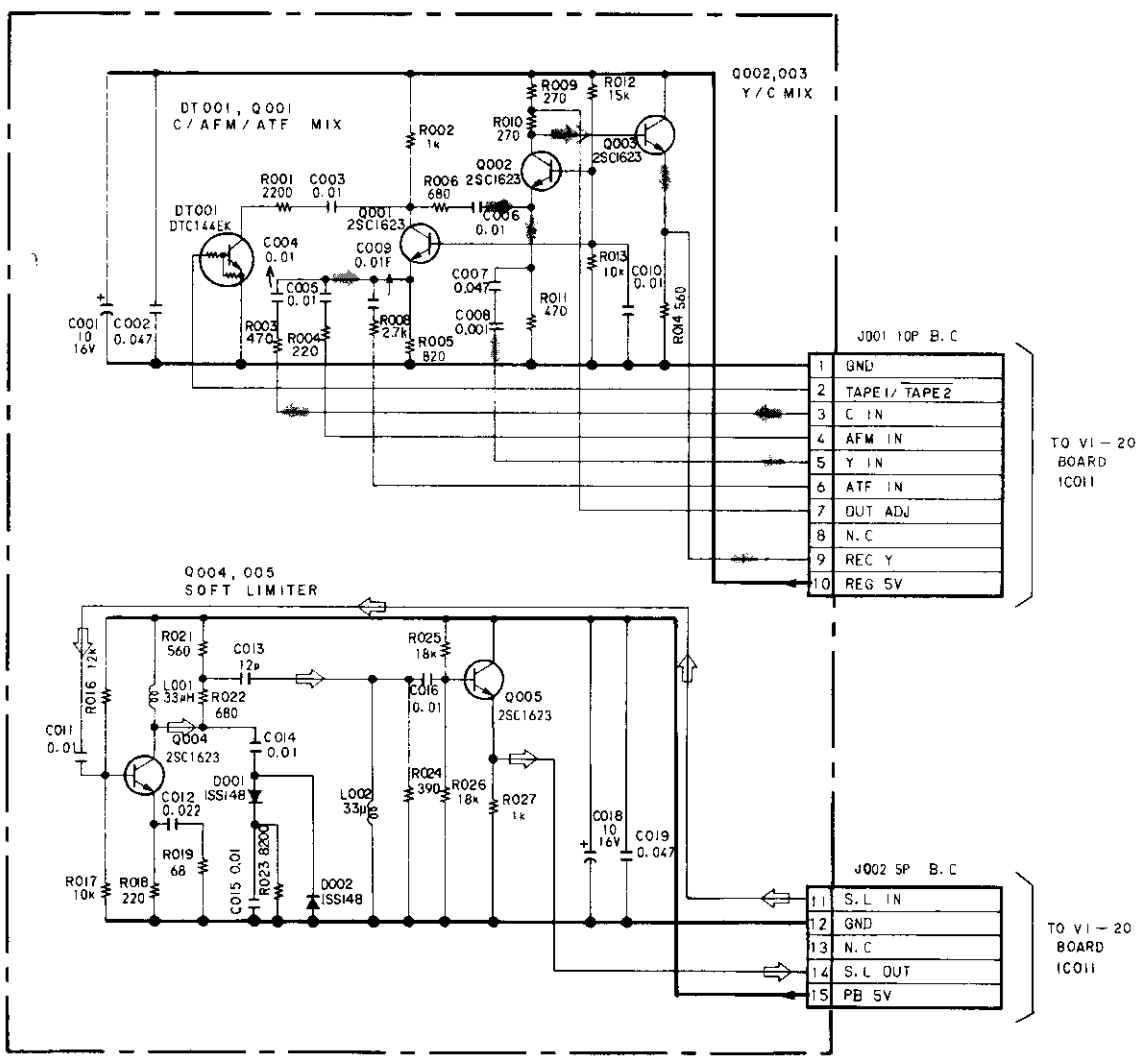 Q002,003
Y/C MIX
DT001, Q001
C/AFM/ATF MIX
R009
270
R012
15k
R010
270
Q003
2SC1623
R002
1k
Q002
2SC1623
R001
2200
C003
0.01
R006
680
C006
0.01
DT001
DTC144EK
Q001
2SC1623
C004
0.01
C009
0.01F
C005
0.01
R013
10k
C010
0.01
C007
0.047
C008
0.001
R011
470
R014 560
C001
10
16V
C002
0.047
R003
470
R004
220
R008
2.7k
R005
820
J001 10P B.C
1 GND
2 TAPE1/TAPE2
3 C IN
4 AFM IN
5 Y IN
6 ATF IN
7 OUT ADJ
8 N.C
9 REC Y
10 REG 5V
TO VI-20
BOARD
IC011
Q004,005
SOFT LIMITER
R016 12k
R021
560
C013
12p
R025
18k
L001
33μH
R022
680
C016
0.01
Q005
2SC1623
C011
0.01
Q004
2SC1623
C014
0.01
D001
1SS148
C012
0.022
L002
33μ
R024
390
R026
18k
R027
1k
C018
10
16V
C019
0.047
R019
68
R017
10k
R018
220
C015 0.01
R023 8200
D002
1SS148
J002 5P B.C
11 S.L IN
12 GND
13 N.C
14 S.L OUT
15 PB 5V
TO VI-20
BOARD
IC011